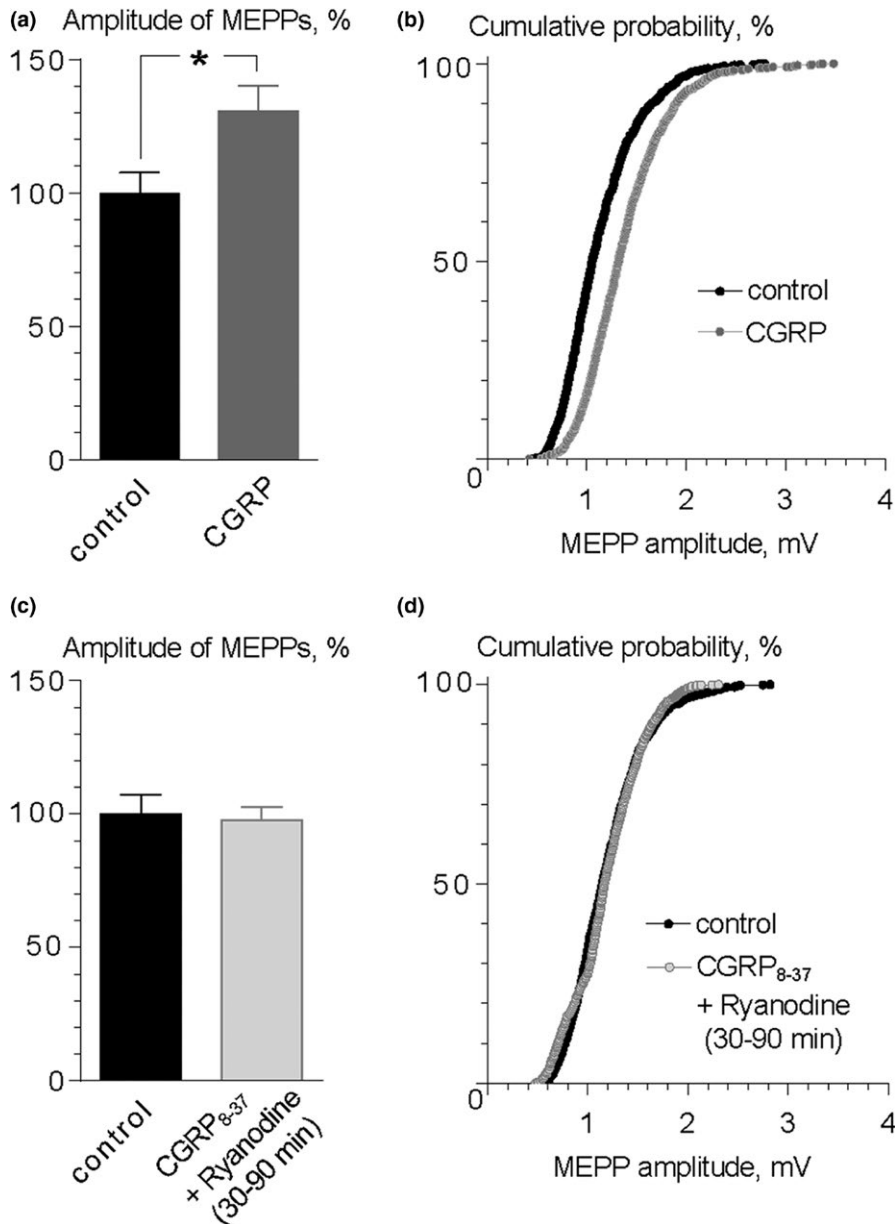 (a)
Amplitude of MEPPs, %
150
*
100
50
0
control
CGRP
(b)
Cumulative probability, %
100
50
control
CGRP
0
1
2
3
4
MEPP amplitude, mV
(c)
Amplitude of MEPPs, %
150
100
50
0
control
CGRP8-37
+ Ryanodine
(30-90 min)
(d)
Cumulative probability, %
100
50
control
CGRP8-37
+ Ryanodine
(30-90 min)
0
1
2
3
4
MEPP amplitude, mV